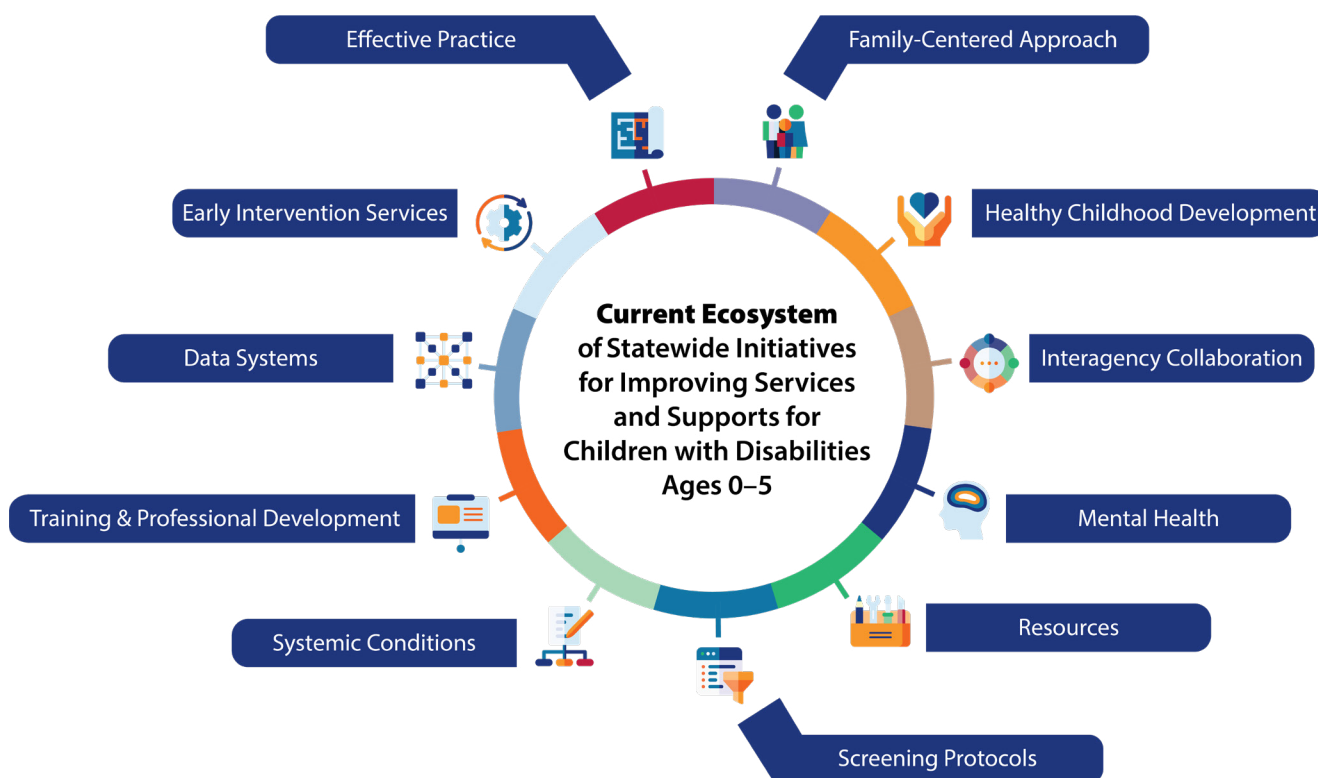 Effective Practice
Family-Centered Approach
Early Intervention Services
Healthy Childhood Development
Current Ecosystem
of Statewide Initiatives
for Improving Services
and Supports for
Children with Disabilities
Ages 0–5
Data Systems
Interagency Collaboration
Training & Professional Development
Mental Health
Systemic Conditions
Resources
Screening Protocols